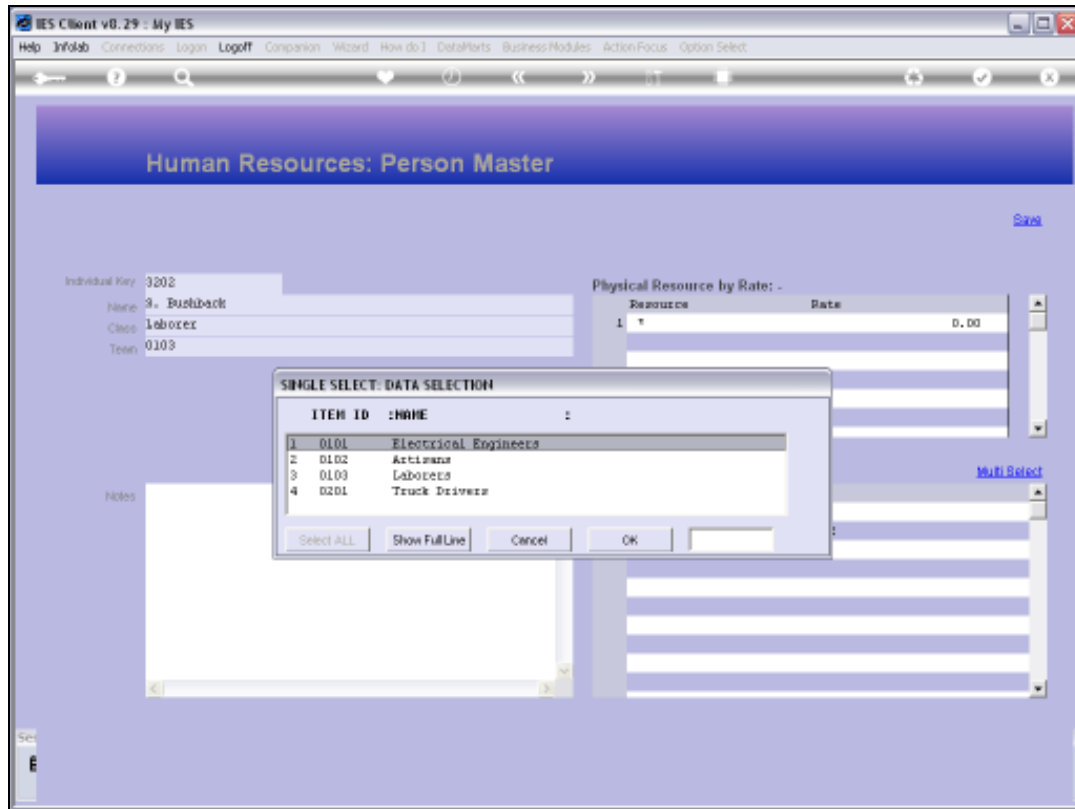 IES Client v8.29 : My IES
Help Infolab Connections Logon Logoff Companion Wizard How do I DataMarts Business Modules Action Focus Option Select
Human Resources: Person Master
Save
Individual Key 3202
Name S. Bushback
Class Laborer
Team 0103
Physical Resource by Rate: -
Resource Rate
1 * 0.00
SINGLE SELECT: DATA SELECTION
ITEM ID :NAME :
1 0101 Electrical Engineers
2 0102 Artisans
3 0103 Laborers
4 0201 Truck Drivers
Select ALL Show Full Line Cancel OK
Multi Select
Notes